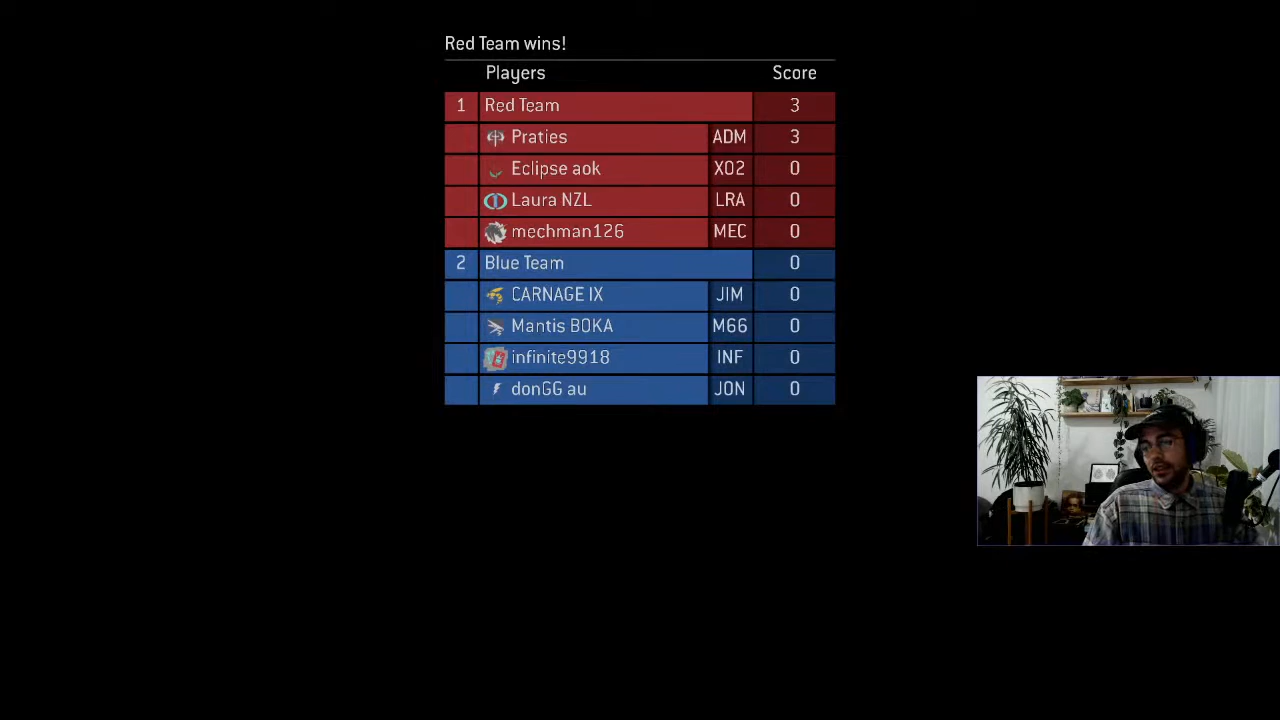 Red Team wins!
Players Score
1 Red Team 3
Praties ADM 3
Eclipse aok XO2 0
Laura NZL LRA 0
mechman126 MEC 0
2 Blue Team 0
CARNAGE IX JIM 0
Mantis BOKA M66 0
infinite9918 INF 0
donGG au JON 0